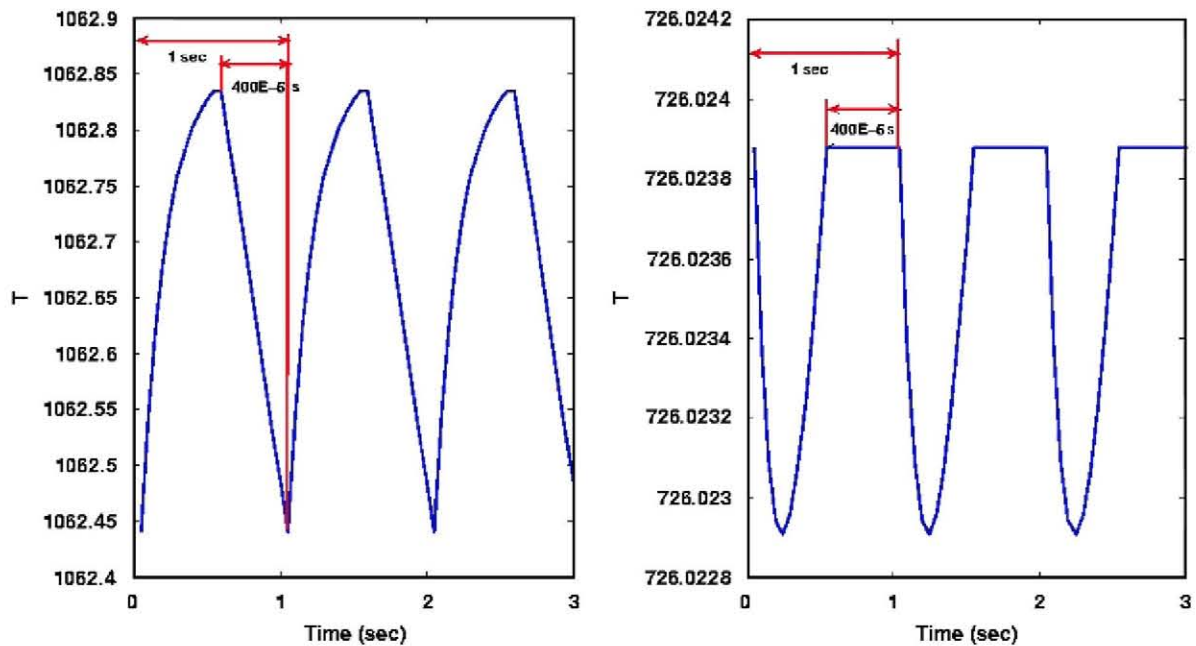 1062.9
1062.85
1062.8
1062.75
1062.7
1062.65
1062.6
1062.55
1062.5
1062.45
1062.4
T
1 sec
400E–6 s
0 1 2 3
Time (sec)
726.0242
726.024
726.0238
726.0236
726.0234
726.0232
726.023
726.0228
T
1 sec
400E–6 s
0 1 2 3
Time (sec)